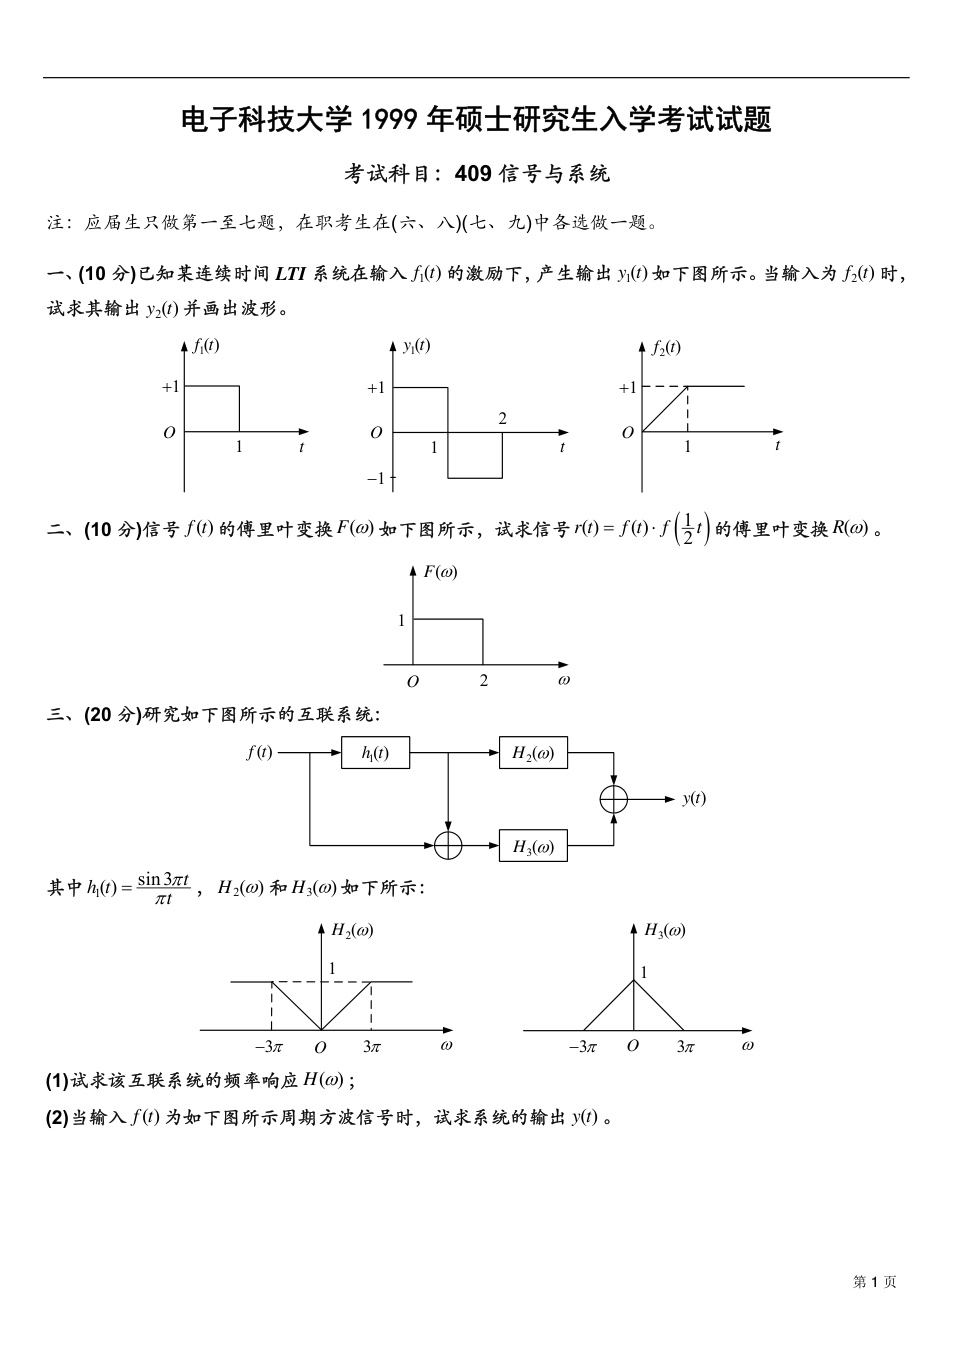 电子科技大学 1999 年硕士研究生入学考试试题
考试科目：409 信号与系统
注：应届生只做第一至七题，在职考生在(六、八)(七、九)中各选做一题。
一、(10 分)已知某连续时间 LTI 系统在输入 f₁(t) 的激励下，产生输出 y₁(t) 如下图所示。当输入为 f₂(t) 时，
试求其输出 y₂(t) 并画出波形。
f₁(t) +1 O 1 t
y₁(t) +1 O 1 2 t −1
f₂(t) +1 O 1 t
二、(10 分)信号 f(t) 的傅里叶变换 F(ω) 如下图所示，试求信号 r(t) = f(t)·f(1/2 t) 的傅里叶变换 R(ω)。
F(ω)
1
O 2 ω
三、(20 分)研究如下图所示的互联系统：
f(t) h₁(t) H₂(ω)
y(t)
H₃(ω)
其中 h₁(t) = sin 3πt / πt ，H₂(ω) 和 H₃(ω) 如下所示：
H₂(ω) 1 −3π O 3π ω
H₃(ω) 1 −3π O 3π ω
(1)试求该互联系统的频率响应 H(ω)；
(2)当输入 f(t) 为如下图所示周期方波信号时，试求系统的输出 y(t)。
第 1 页